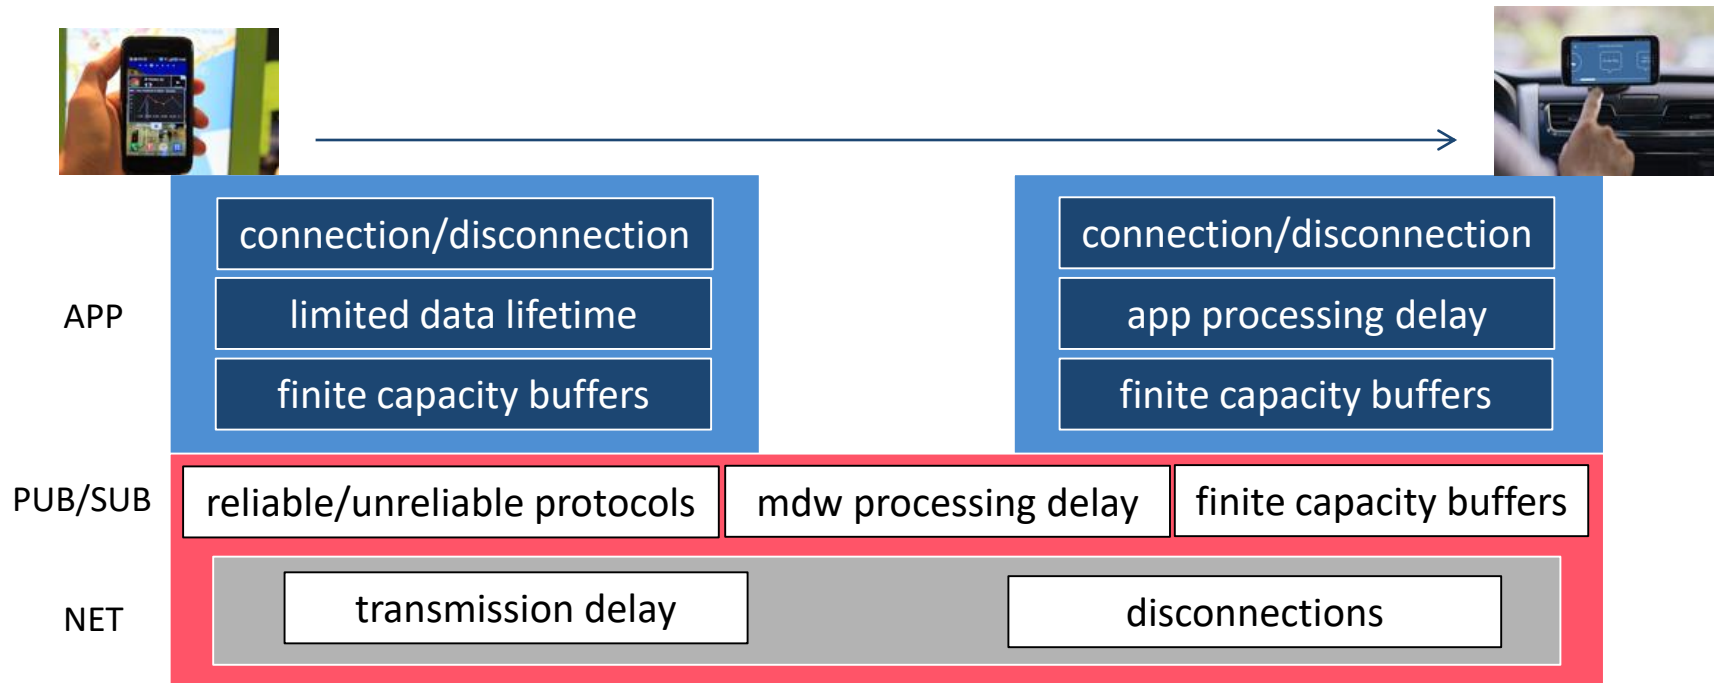 connection/disconnection
connection/disconnection
APP
limited data lifetime
app processing delay
finite capacity buffers
finite capacity buffers
PUB/SUB
reliable/unreliable protocols
mdw processing delay
finite capacity buffers
NET
transmission delay
disconnections